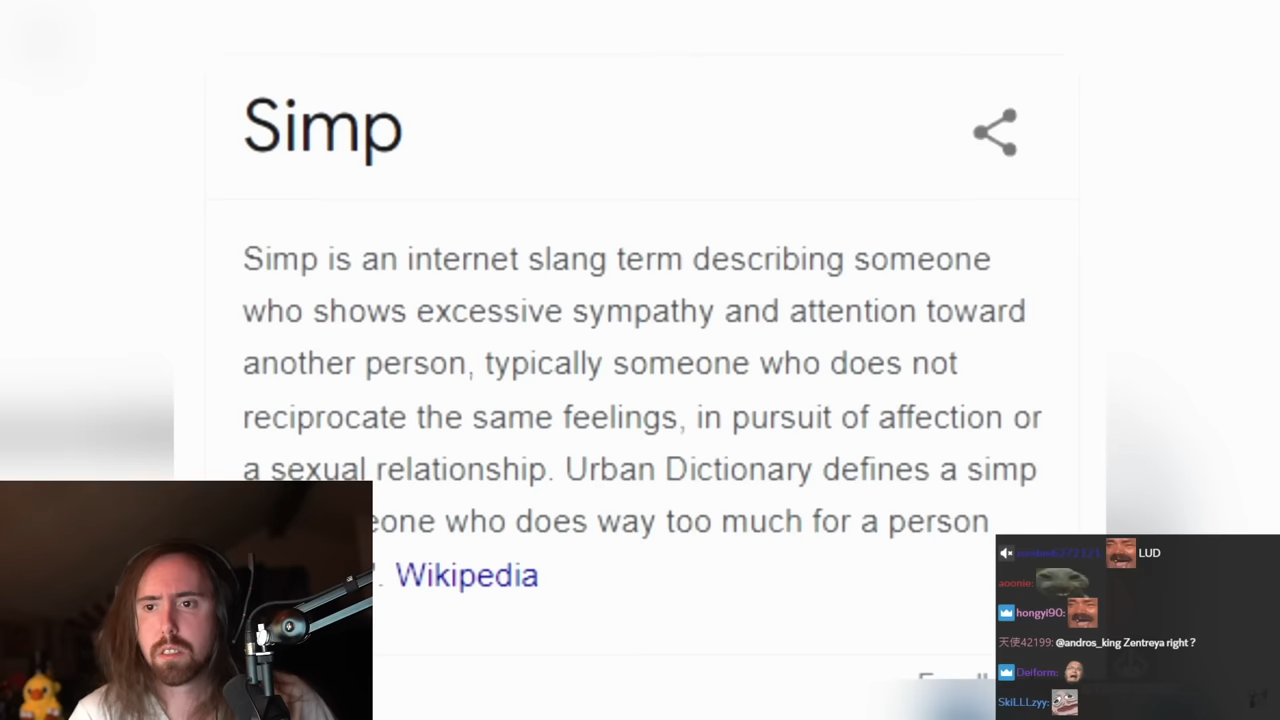 Simp
Simp is an internet slang term describing someone
who shows excessive sympathy and attention toward
another person, typically someone who does not
reciprocate the same feelings, in pursuit of affection or
a sexual relationship. Urban Dictionary defines a simp
eone who does way too much for a person
". Wikipedia
LUD
aoonie:
hongyi90:
天使42199: @andros_king Zentreya right ?
Deiform:
SkiLLLzyy: